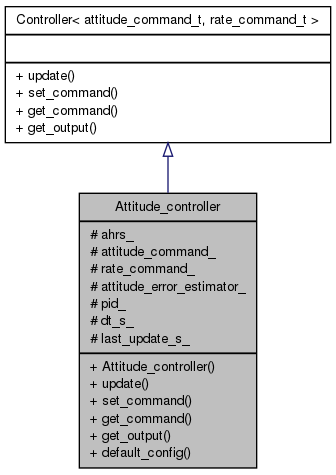 Controller< attitude_command_t, rate_command_t >
+ update()
+ set_command()
+ get_command()
+ get_output()
Attitude_controller
# ahrs_
# attitude_command_
# rate_command_
# attitude_error_estimator_
# pid_
# dt_s_
# last_update_s_
+ Attitude_controller()
+ update()
+ set_command()
+ get_command()
+ get_output()
+ default_config()